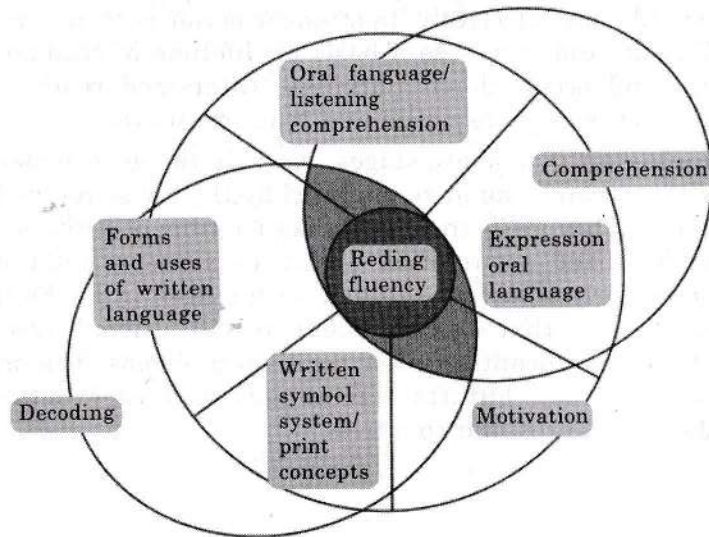 Oral fanguage/
listening
comprehension
Comprehension
Forms
and uses
of written
language
Reding
fluency
Expression
oral
language
Written
symbol
system/
print
concepts
Decoding
Motivation